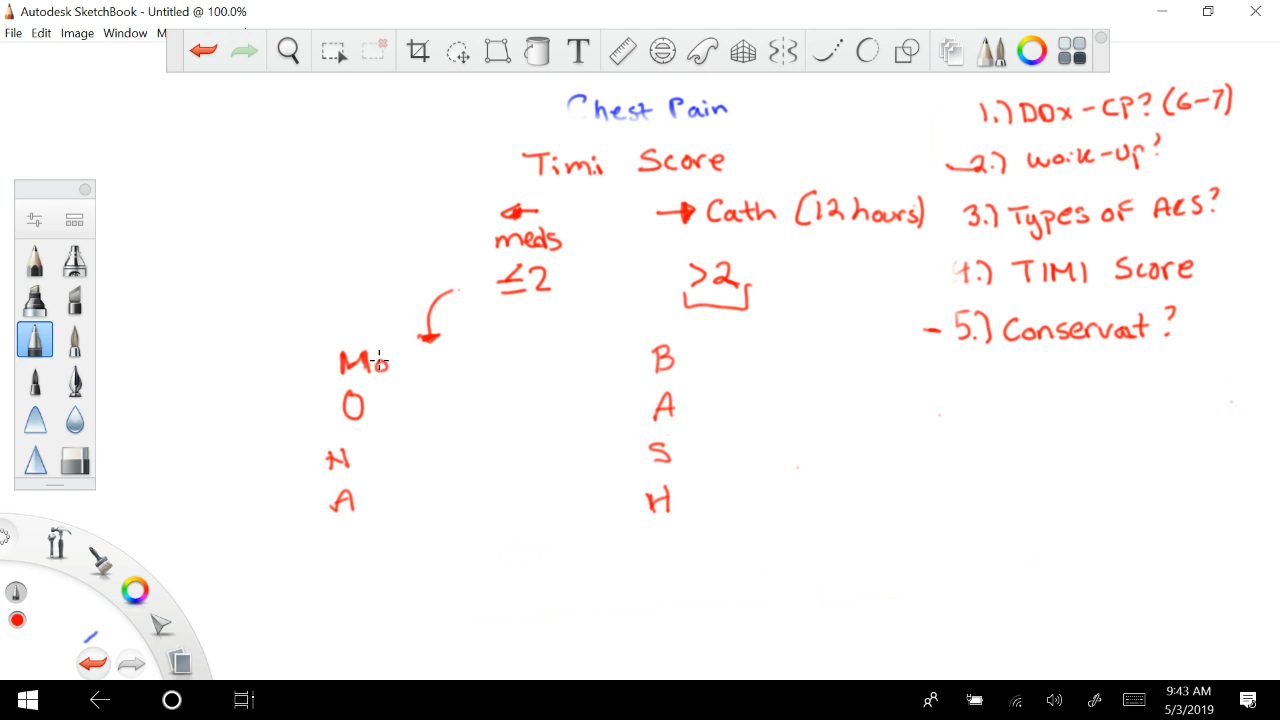 Autodesk SketchBook - Untitled @ 100.0%
File Edit Image Window M
T
Chest Pain
Timi Score
meds
Cath (12 hours)
≤2
>2
Mo
O
N
A
B
A
S
H
1.) DDx - CP? (6-7)
2.) Work-up?
3.) Types of ACS?
4.) TIMI Score
5.) Conservat ?
9:43 AM
5/3/2019